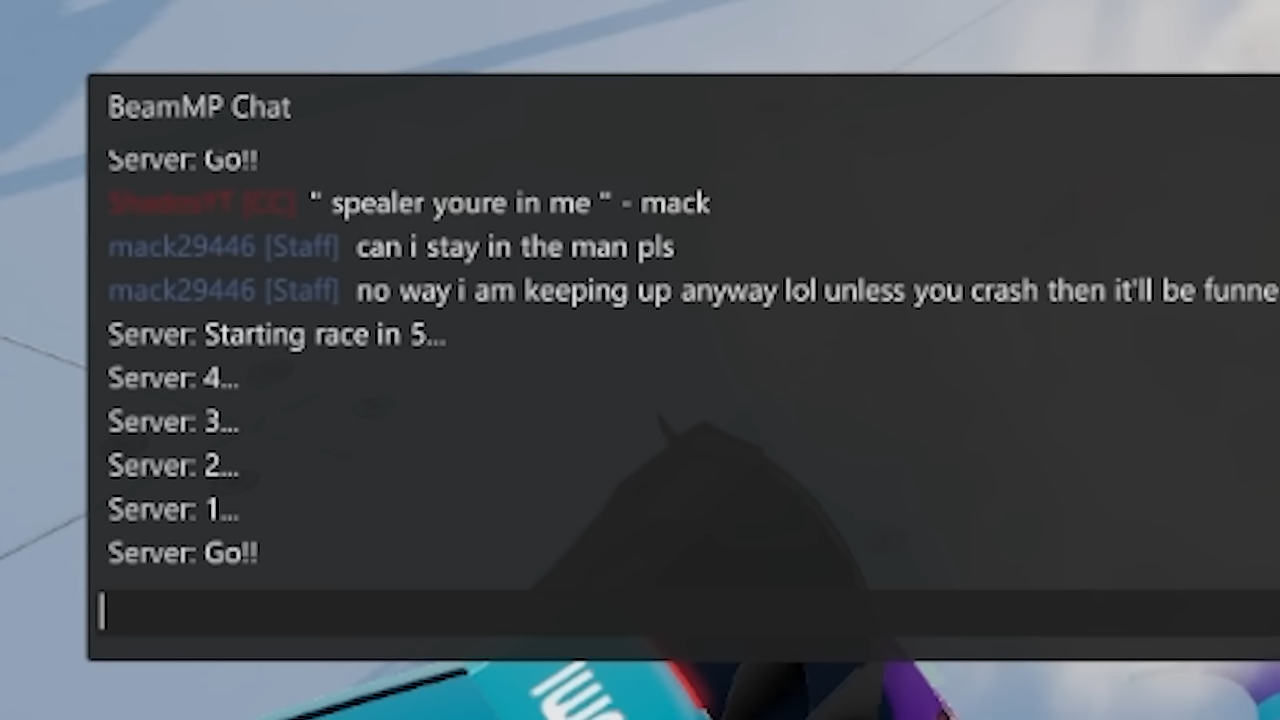 BeamMP Chat
Server: Go!!
[CC] " spealer youre in me " - mack
mack29446 [Staff] can i stay in the man pls
mack29446 [Staff] no way i am keeping up anyway lol unless you crash then it'll be funne
Server: Starting race in 5...
Server: 4...
Server: 3...
Server: 2...
Server: 1...
Server: Go!!